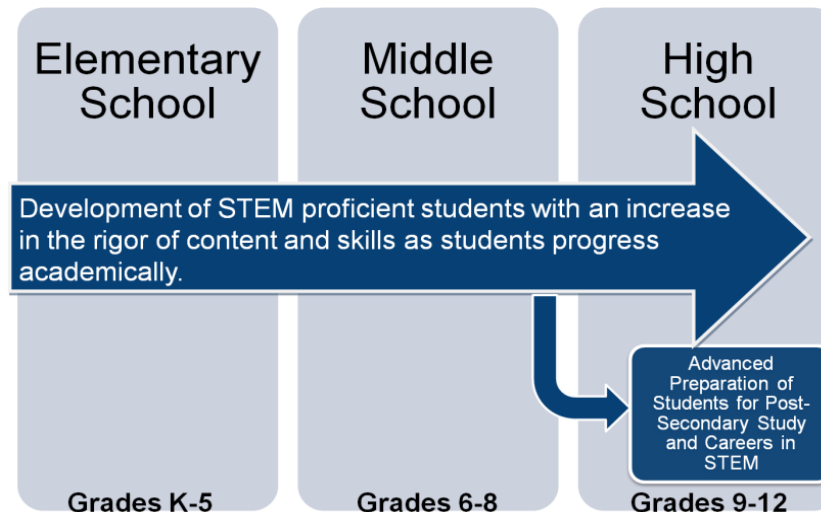 Elementary
School
Middle
School
High
School
Development of STEM proficient students with an increase
in the rigor of content and skills as students progress
academically.
Advanced
Preparation of
Students for Post-
Secondary Study
and Careers in
STEM
Grades K-5
Grades 6-8
Grades 9-12